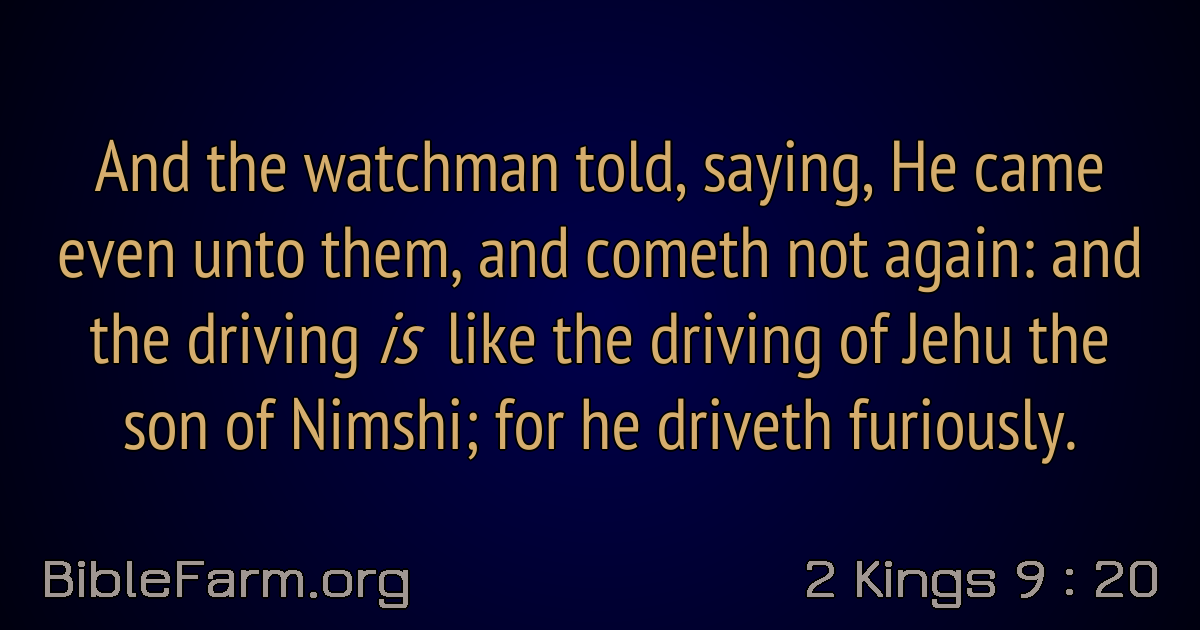 And the watchman told, saying, He came
even unto them, and cometh not again: and
the driving is like the driving of Jehu the
son of Nimshi; for he driveth furiously.
BibleFarm.org
2 Kings 9 : 20